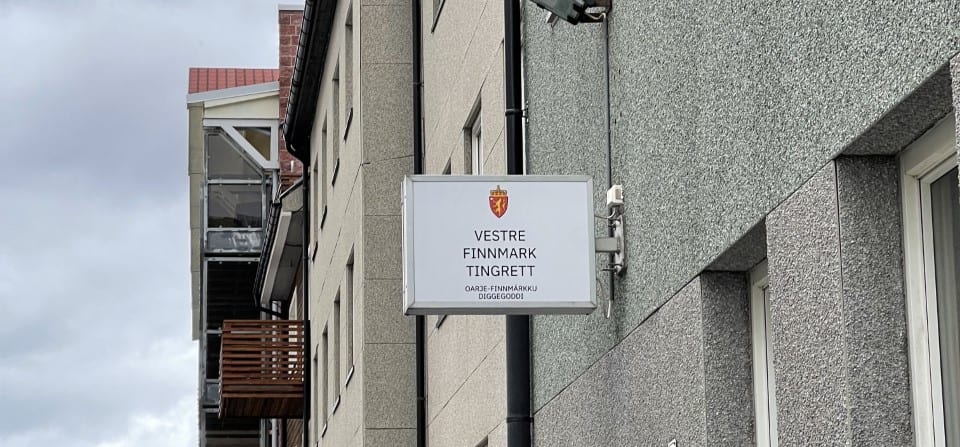 VESTRE
FINNMARK
TINGRETT
OARJE-FINNMÁRKKU
DIGGEGODDI